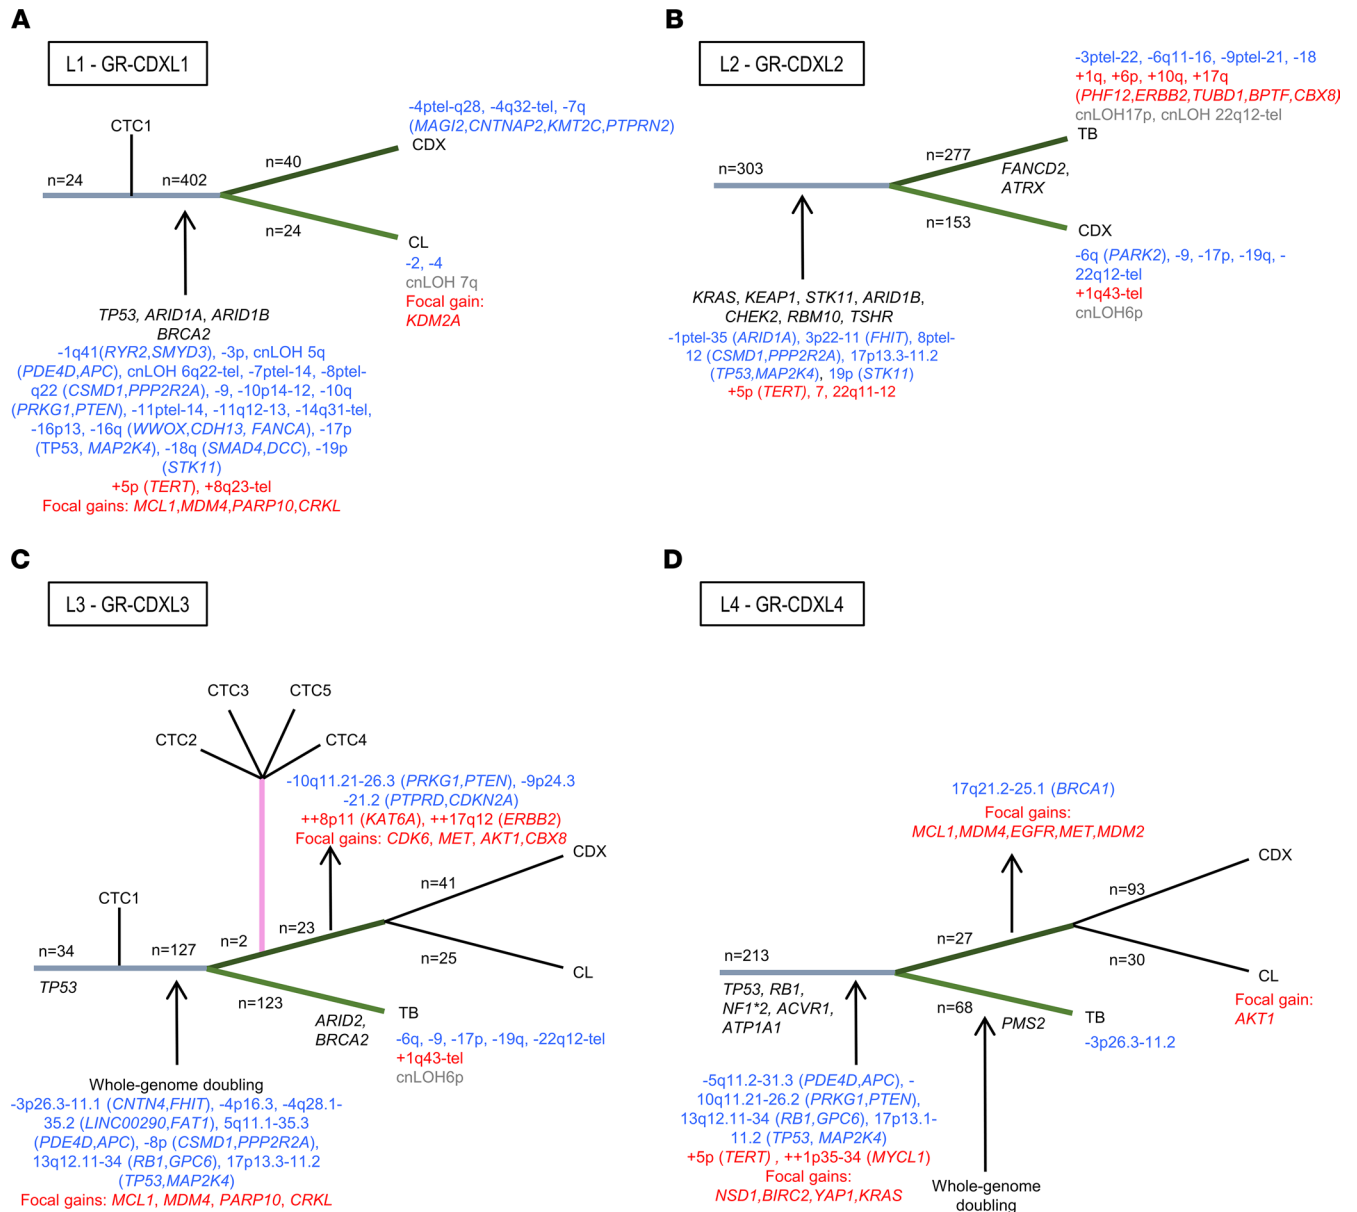 A
L1 - GR-CDXL1
CTC1
n=24
n=402
n=40
n=24
-4ptel-q28, -4q32-tel, -7q
(MAGI2,CNTNAP2,KMT2C,PTPRN2)
CDX
CL
-2, -4
cnLOH 7q
Focal gain:
KDM2A
TP53, ARID1A, ARID1B
BRCA2
-1q41(RYR2,SMYD3), -3p, cnLOH 5q
(PDE4D,APC), cnLOH 6q22-tel, -7ptel-14, -8ptel-
q22 (CSMD1,PPP2R2A), -9, -10p14-12, -10q
(PRKG1,PTEN), -11ptel-14, -11q12-13, -14q31-tel,
-16p13, -16q (WWOX,CDH13, FANCA), -17p
(TP53, MAP2K4), -18q (SMAD4,DCC), -19p
(STK11)
+5p (TERT), +8q23-tel
Focal gains: MCL1,MDM4,PARP10,CRKL
B
L2 - GR-CDXL2
n=303
n=277
n=153
-3ptel-22, -6q11-16, -9ptel-21, -18
+1q, +6p, +10q, +17q
(PHF12,ERBB2,TUBD1,BPTF,CBX8)
cnLOH17p, cnLOH 22q12-tel
TB
FANCD2,
ATRX
CDX
-6q (PARK2), -9, -17p, -19q, -
22q12-tel
+1q43-tel
cnLOH6p
KRAS, KEAP1, STK11, ARID1B,
CHEK2, RBM10, TSHR
-1ptel-35 (ARID1A), 3p22-11 (FHIT), 8ptel-
12 (CSMD1,PPP2R2A), 17p13.3-11.2
(TP53,MAP2K4), 19p (STK11)
+5p (TERT), 7, 22q11-12
C
L3 - GR-CDXL3
CTC3
CTC5
CTC2
CTC4
-10q11.21-26.3 (PRKG1,PTEN), -9p24.3
-21.2 (PTPRD,CDKN2A)
++8p11 (KAT6A), ++17q12 (ERBB2)
Focal gains: CDK6, MET, AKT1,CBX8
CDX
CTC1
n=41
n=34
n=127
n=2
n=23
n=25
CL
TP53
n=123
TB
ARID2,
BRCA2
-6q, -9, -17p, -19q, -22q12-tel
+1q43-tel
cnLOH6p
Whole-genome doubling
-3p26.3-11.1 (CNTN4,FHIT), -4p16.3, -4q28.1-
35.2 (LINC00290,FAT1), 5q11.1-35.3
(PDE4D,APC), -8p (CSMD1,PPP2R2A),
13q12.11-34 (RB1,GPC6), 17p13.3-11.2
(TP53,MAP2K4)
Focal gains: MCL1, MDM4, PARP10, CRKL
D
L4 - GR-CDXL4
17q21.2-25.1 (BRCA1)
Focal gains:
MCL1,MDM4,EGFR,MET,MDM2
CDX
n=93
n=213
n=27
n=30
CL
Focal gain:
AKT1
TP53, RB1,
NF1*2, ACVR1,
ATP1A1
n=68
PMS2
TB
-3p26.3-11.2
-5q11.2-31.3 (PDE4D,APC), -
10q11.21-26.2 (PRKG1,PTEN),
13q12.11-34 (RB1,GPC6), 17p13.1-
11.2 (TP53, MAP2K4)
+5p (TERT) , ++1p35-34 (MYCL1)
Focal gains:
NSD1,BIRC2,YAP1,KRAS
Whole-genome
doubling